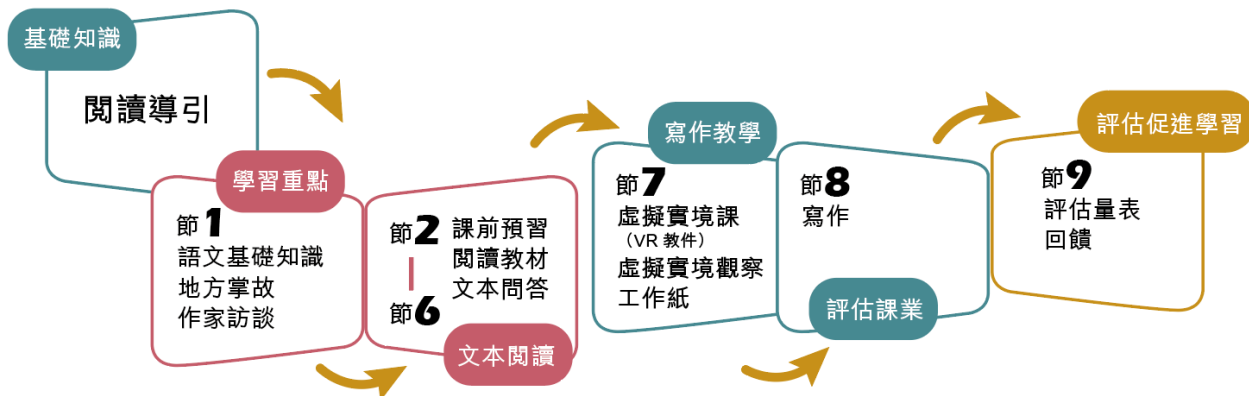 基礎知識
閱讀導引
學習重點
節1
語文基礎知識
地方掌故
作家訪談
節2 課前預習
閱讀教材
文本問答
節6
文本閱讀
寫作教學
節7
虛擬實境課
（VR 教件）
虛擬實境觀察
工作紙
節8
寫作
評估課業
評估促進學習
節9
評估量表
回饋